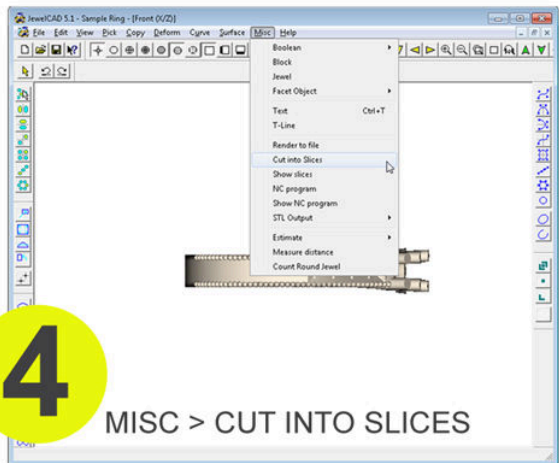 JewelCAD 5.1 - Sample Ring - [Front (X/Z)]
File Edit View Pick Copy Deform Curve Surface Misc Help
Boolean
Block
Jewel
Facet Object
Text Ctrl+T
T-Line
Render to file
Cut into Slices
Show slices
NC program
Show NC program
STL Output
Estimate
Measure distance
Count Round Jewel
4
MISC > CUT INTO SLICES